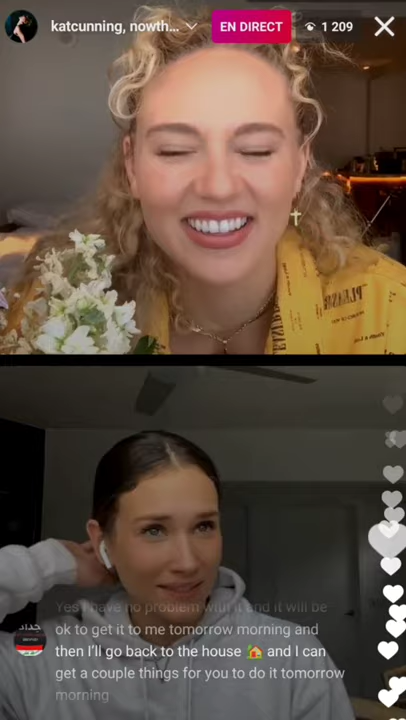 katcunning, nowth...
EN DIRECT
1 209
Yes I have no problem with it and it will be
ok to get it to me tomorrow morning and
then I'll go back to the house 🏡 and I can
get a couple things for you to do it tomorrow
morning
حداد